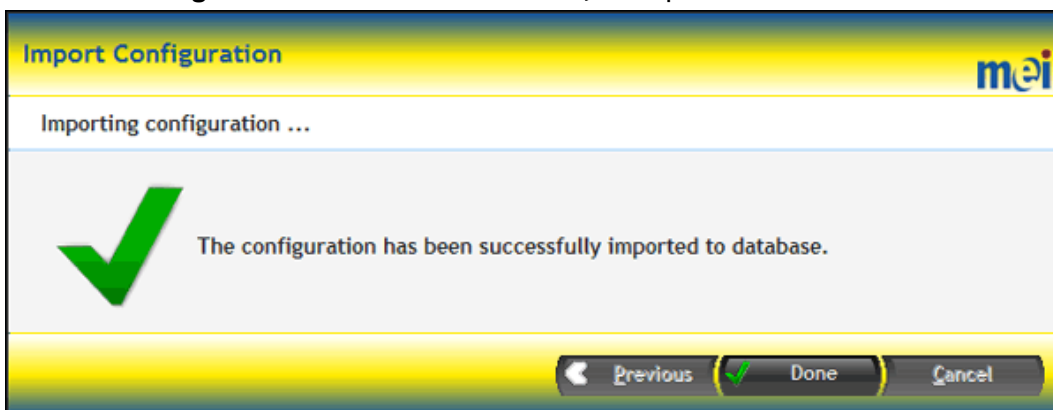 Import Configuration
mei
Importing configuration ...
The configuration has been successfully imported to database.
Previous
Done
Cancel